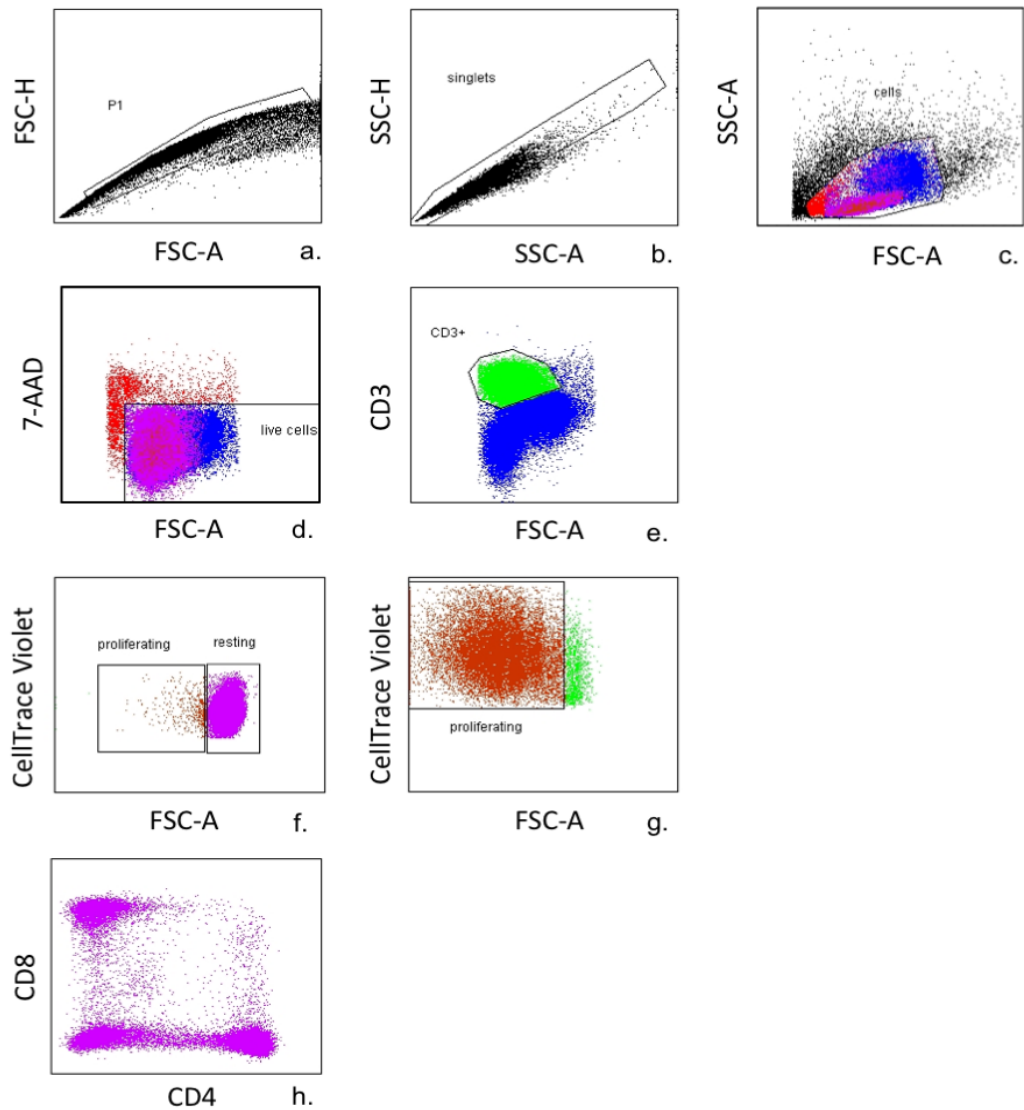 FSC-H
P1
FSC-A
a.
SSC-H
singlets
SSC-A
b.
SSC-A
cells
FSC-A
c.
7-AAD
live cells
FSC-A
d.
CD3
CD3+
FSC-A
e.
CellTrace Violet
proliferating
resting
FSC-A
f.
CellTrace Violet
proliferating
FSC-A
g.
CD8
CD4
h.